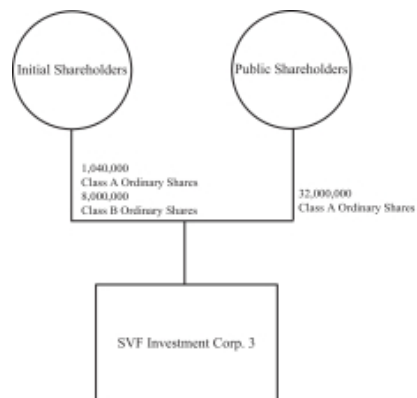 Initial Shareholders
Public Shareholders
1,040,000
Class A Ordinary Shares
8,000,000
Class B Ordinary Shares
32,000,000
Class A Ordinary Shares
SVF Investment Corp. 3